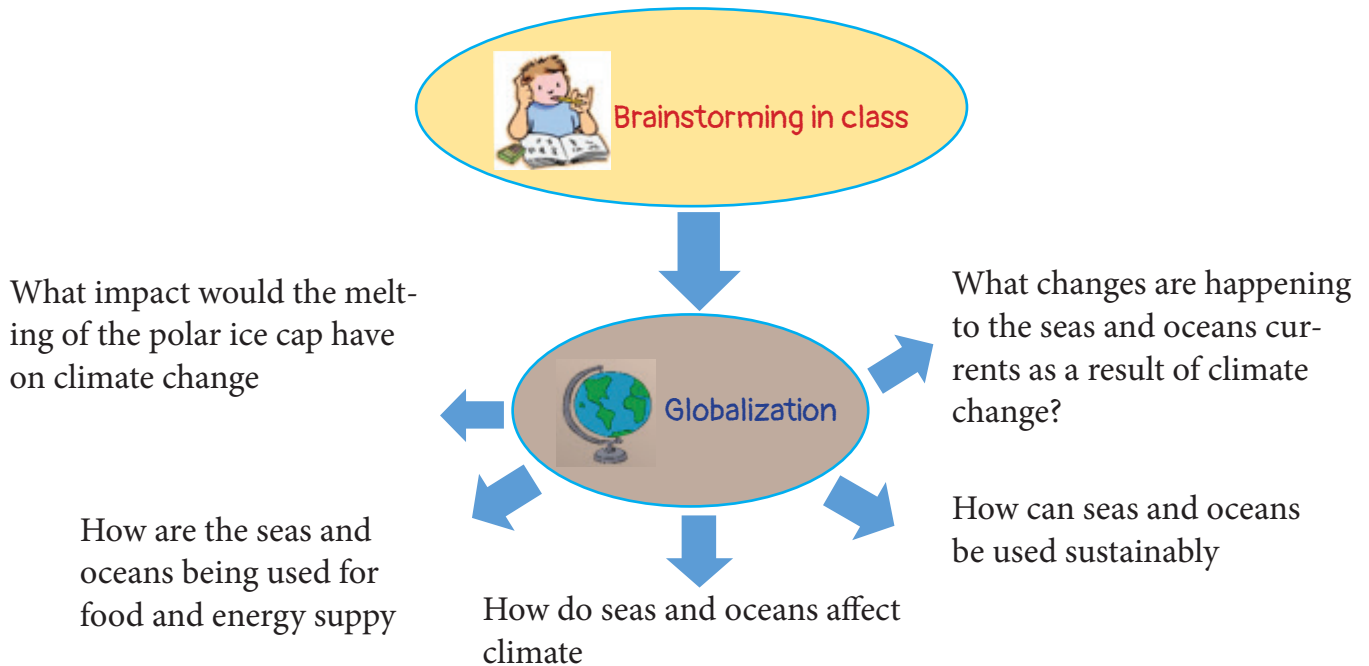 Brainstorming in class
What impact would the melt-
ing of the polar ice cap have
on climate change
What changes are happening
to the seas and oceans cur-
rents as a result of climate
change?
Globalization
How are the seas and
oceans being used for
food and energy suppy
How do seas and oceans affect
climate
How can seas and oceans
be used sustainably